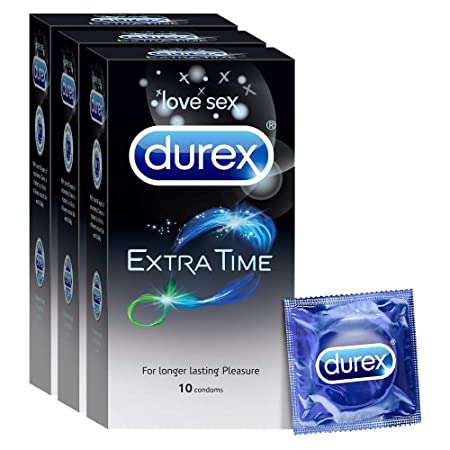 love sex
durex®
EXTRA TIME
For longer lasting Pleasure
10 condoms
durex